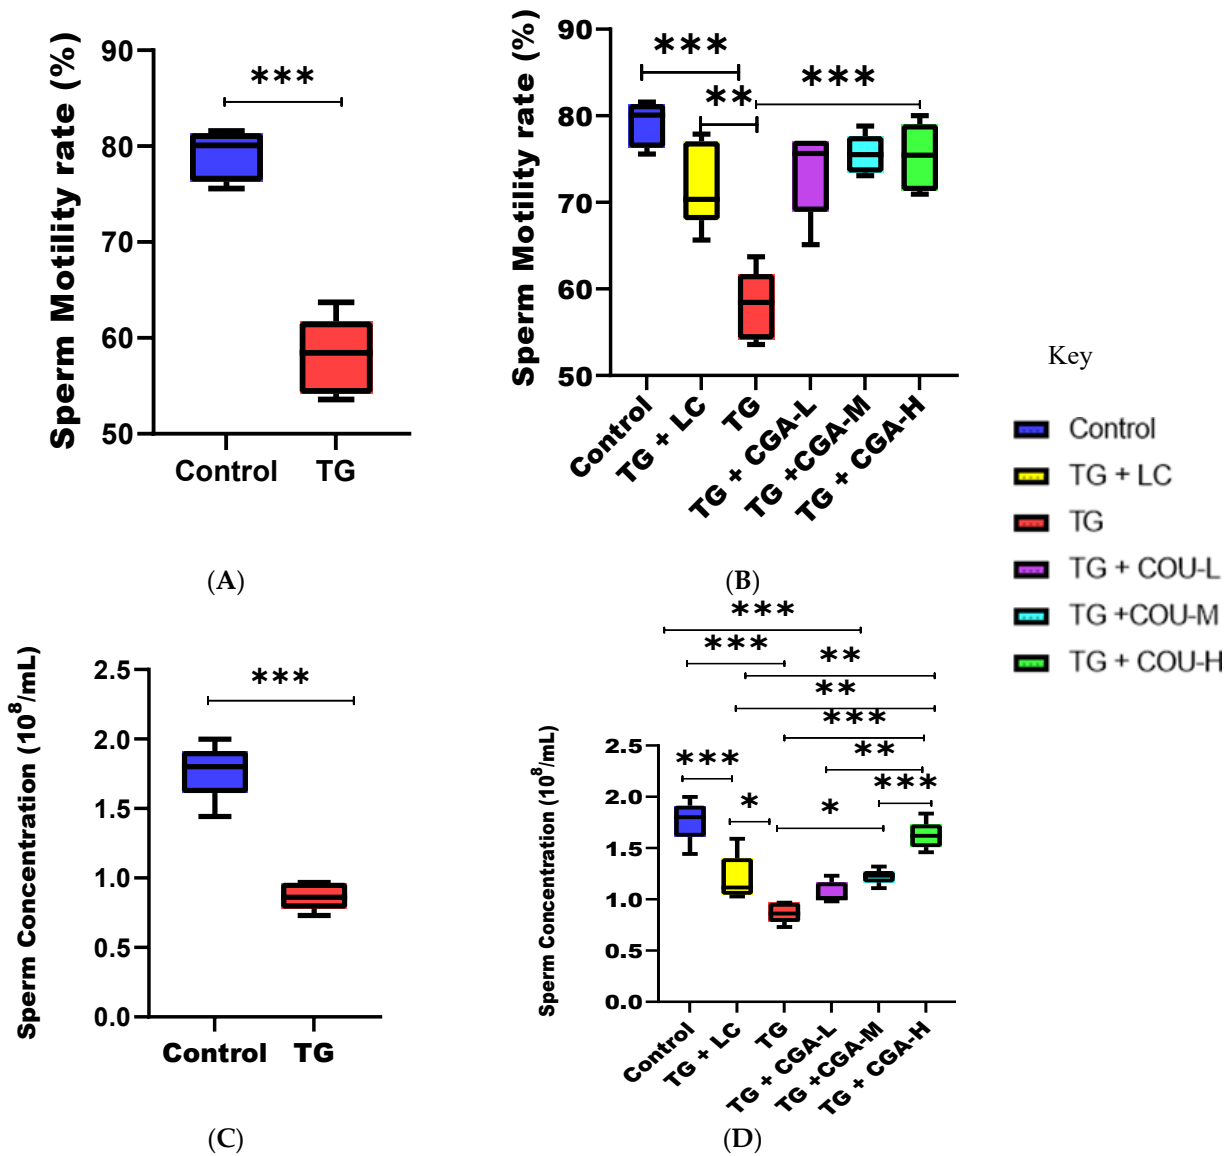 Sperm Motility rate (%)
90
80
70
60
50
***
Control TG
(A)
Sperm Motility rate (%)
90
80
70
60
50
***
**
***
Control
TG + LC
TG
TG + CGA-L
TG +CGA-M
TG + CGA-H
(B)
Key
Control
TG + LC
TG
TG + COU-L
TG +COU-M
TG + COU-H
Sperm Concentration (10⁸/mL)
2.5
2.0
1.5
1.0
0.5
0.0
***
Control TG
(C)
Sperm Concentration (10⁸/mL)
2.5
2.0
1.5
1.0
0.5
0.0
***
***
**
**
***
**
***
***
*
*
Control
TG + LC
TG
TG + CGA-L
TG +CGA-M
TG + CGA-H
(D)